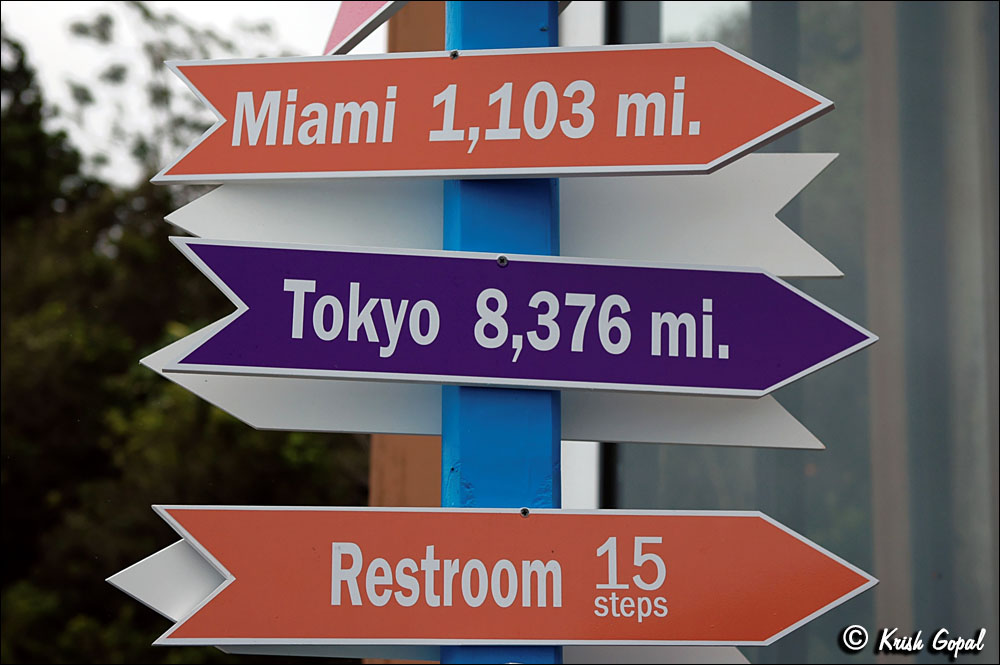 Miami 1,103 mi.
Tokyo 8,376 mi.
Restroom 15
steps
© Krish Gopal